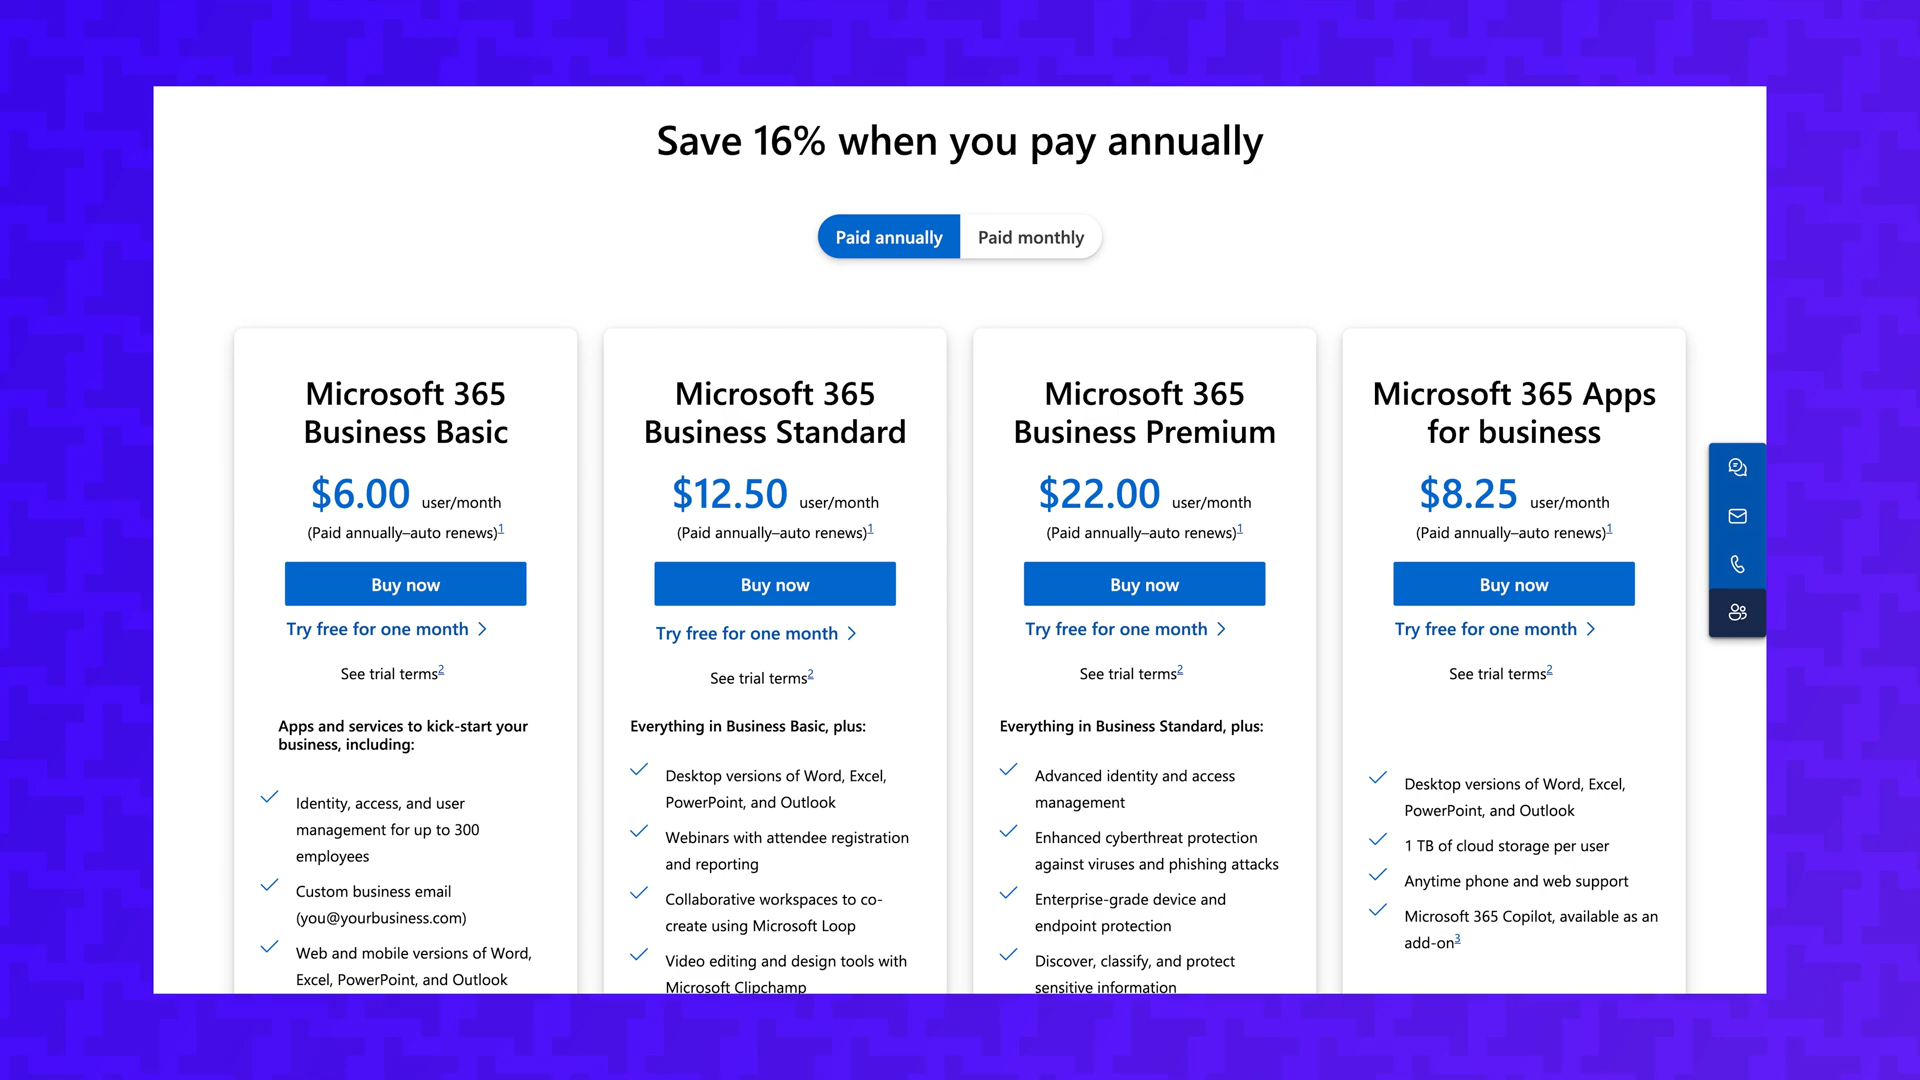 Save 16% when you pay annually
Paid annually
Paid monthly
Microsoft 365
Business Basic
$6.00 user/month
(Paid annually–auto renews)1
Buy now
Try free for one month
See trial terms2
Apps and services to kick-start your
business, including:
Identity, access, and user
management for up to 300
employees
Custom business email
(you@yourbusiness.com)
Web and mobile versions of Word,
Excel, PowerPoint, and Outlook
Microsoft 365
Business Standard
$12.50 user/month
(Paid annually–auto renews)1
Buy now
Try free for one month
See trial terms2
Everything in Business Basic, plus:
Desktop versions of Word, Excel,
PowerPoint, and Outlook
Webinars with attendee registration
and reporting
Collaborative workspaces to co-
create using Microsoft Loop
Video editing and design tools with
Microsoft Clipchamp
Microsoft 365
Business Premium
$22.00 user/month
(Paid annually–auto renews)1
Buy now
Try free for one month
See trial terms2
Everything in Business Standard, plus:
Advanced identity and access
management
Enhanced cyberthreat protection
against viruses and phishing attacks
Enterprise-grade device and
endpoint protection
Discover, classify, and protect
sensitive information
Microsoft 365 Apps
for business
$8.25 user/month
(Paid annually–auto renews)1
Buy now
Try free for one month
See trial terms2
Desktop versions of Word, Excel,
PowerPoint, and Outlook
1 TB of cloud storage per user
Anytime phone and web support
Microsoft 365 Copilot, available as an
add-on3